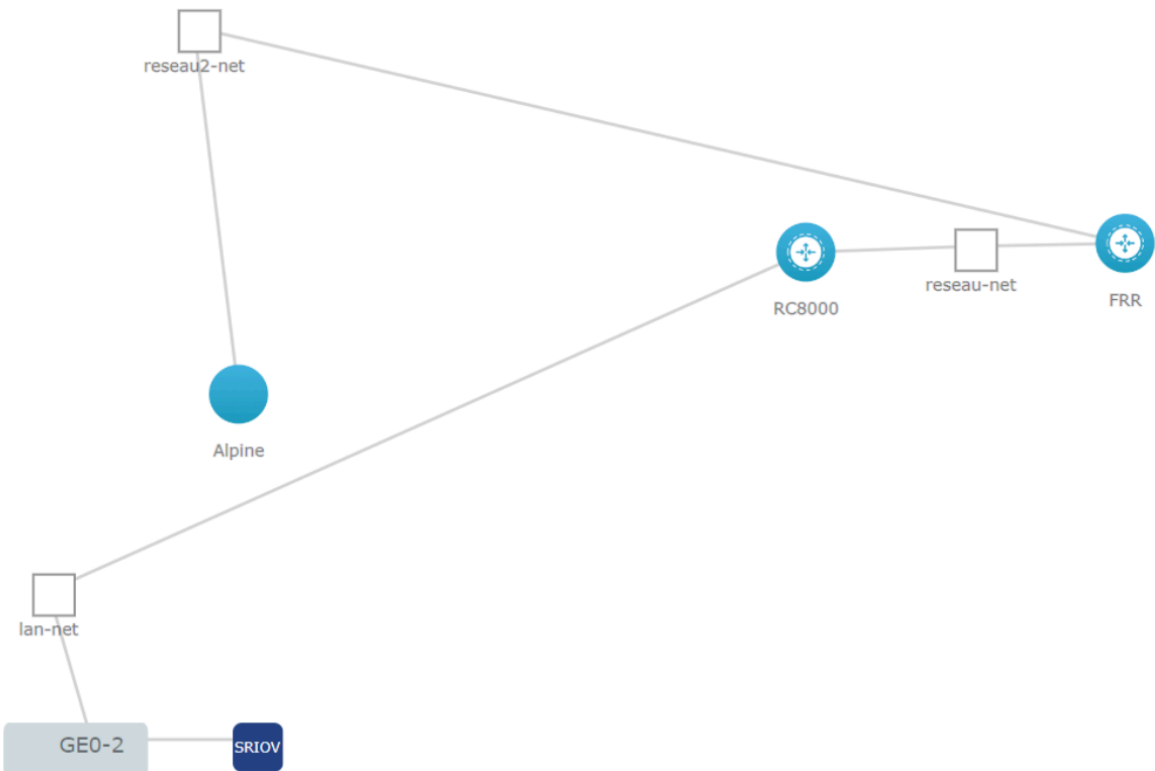 reseau2-net
RC8000
reseau-net
FRR
Alpine
lan-net
GE0-2
SRIOV